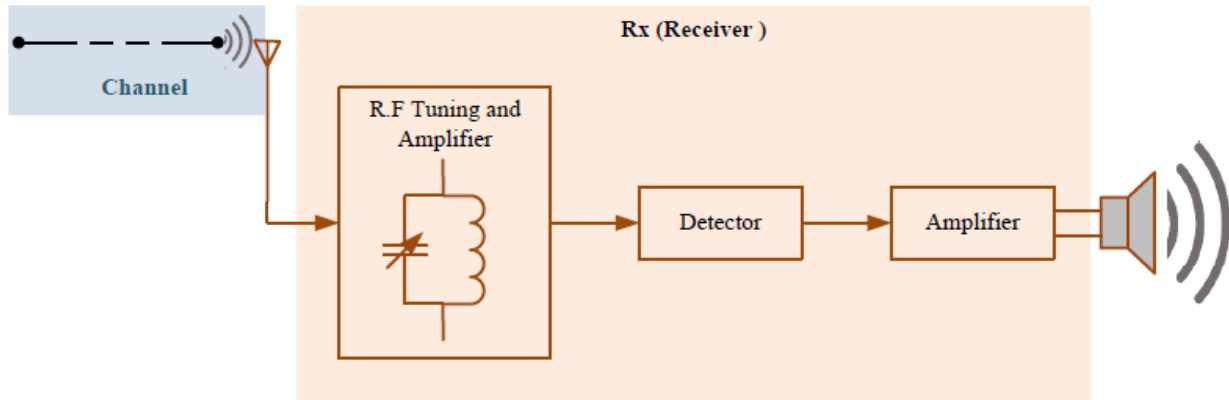 Rx (Receiver )
Channel
R.F Tuning and
Amplifier
Detector
Amplifier